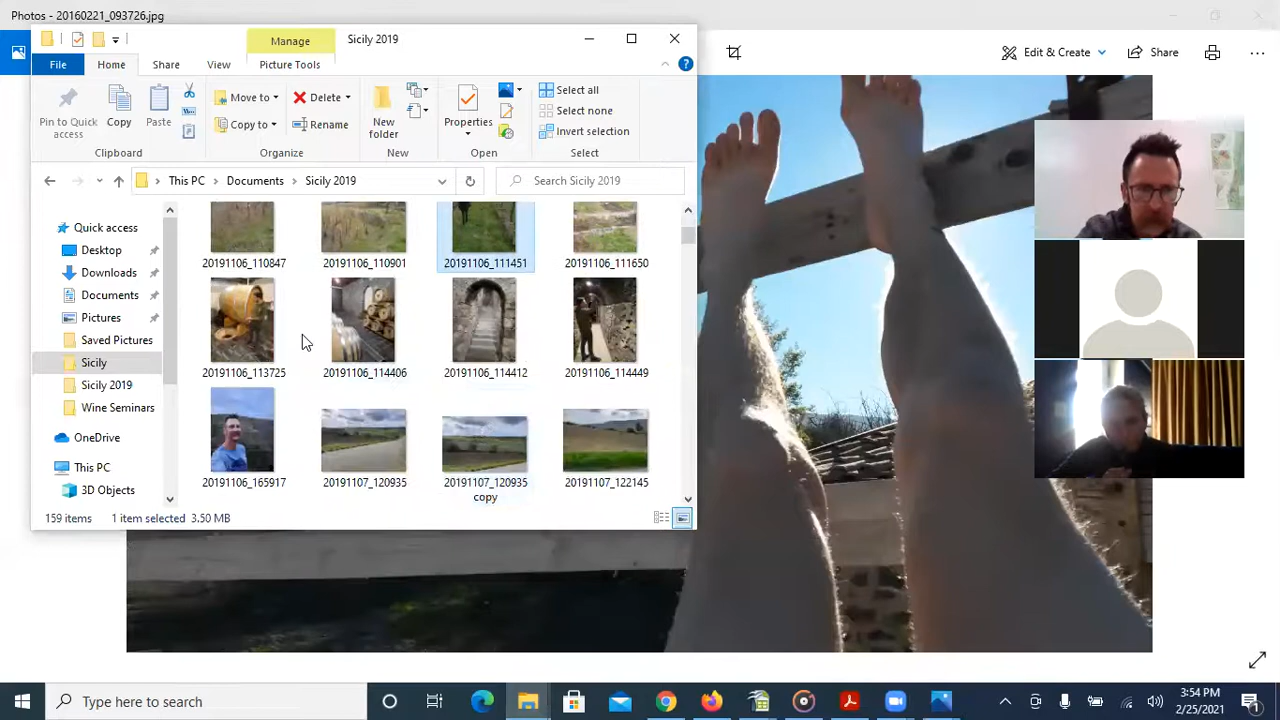 Photos - 20160221_093726.jpg
Manage
Sicily 2019
File
Home
Share
View
Picture Tools
Edit & Create
Share
Pin to Quick access
Copy
Paste
Move to
Copy to
Delete
Rename
New folder
Properties
Select all
Select none
Invert selection
Clipboard
Organize
New
Open
Select
This PC
Documents
Sicily 2019
Search Sicily 2019
Quick access
Desktop
Downloads
Documents
Pictures
Saved Pictures
Sicily
Sicily 2019
Wine Seminars
OneDrive
This PC
3D Objects
20191106_110847
20191106_110901
20191106_111451
20191106_111650
20191106_113725
20191106_114406
20191106_114412
20191106_114449
20191106_165917
20191107_120935
20191107_120935 copy
20191107_122145
159 items
1 item selected 3.50 MB
Type here to search
3:54 PM
2/25/2021